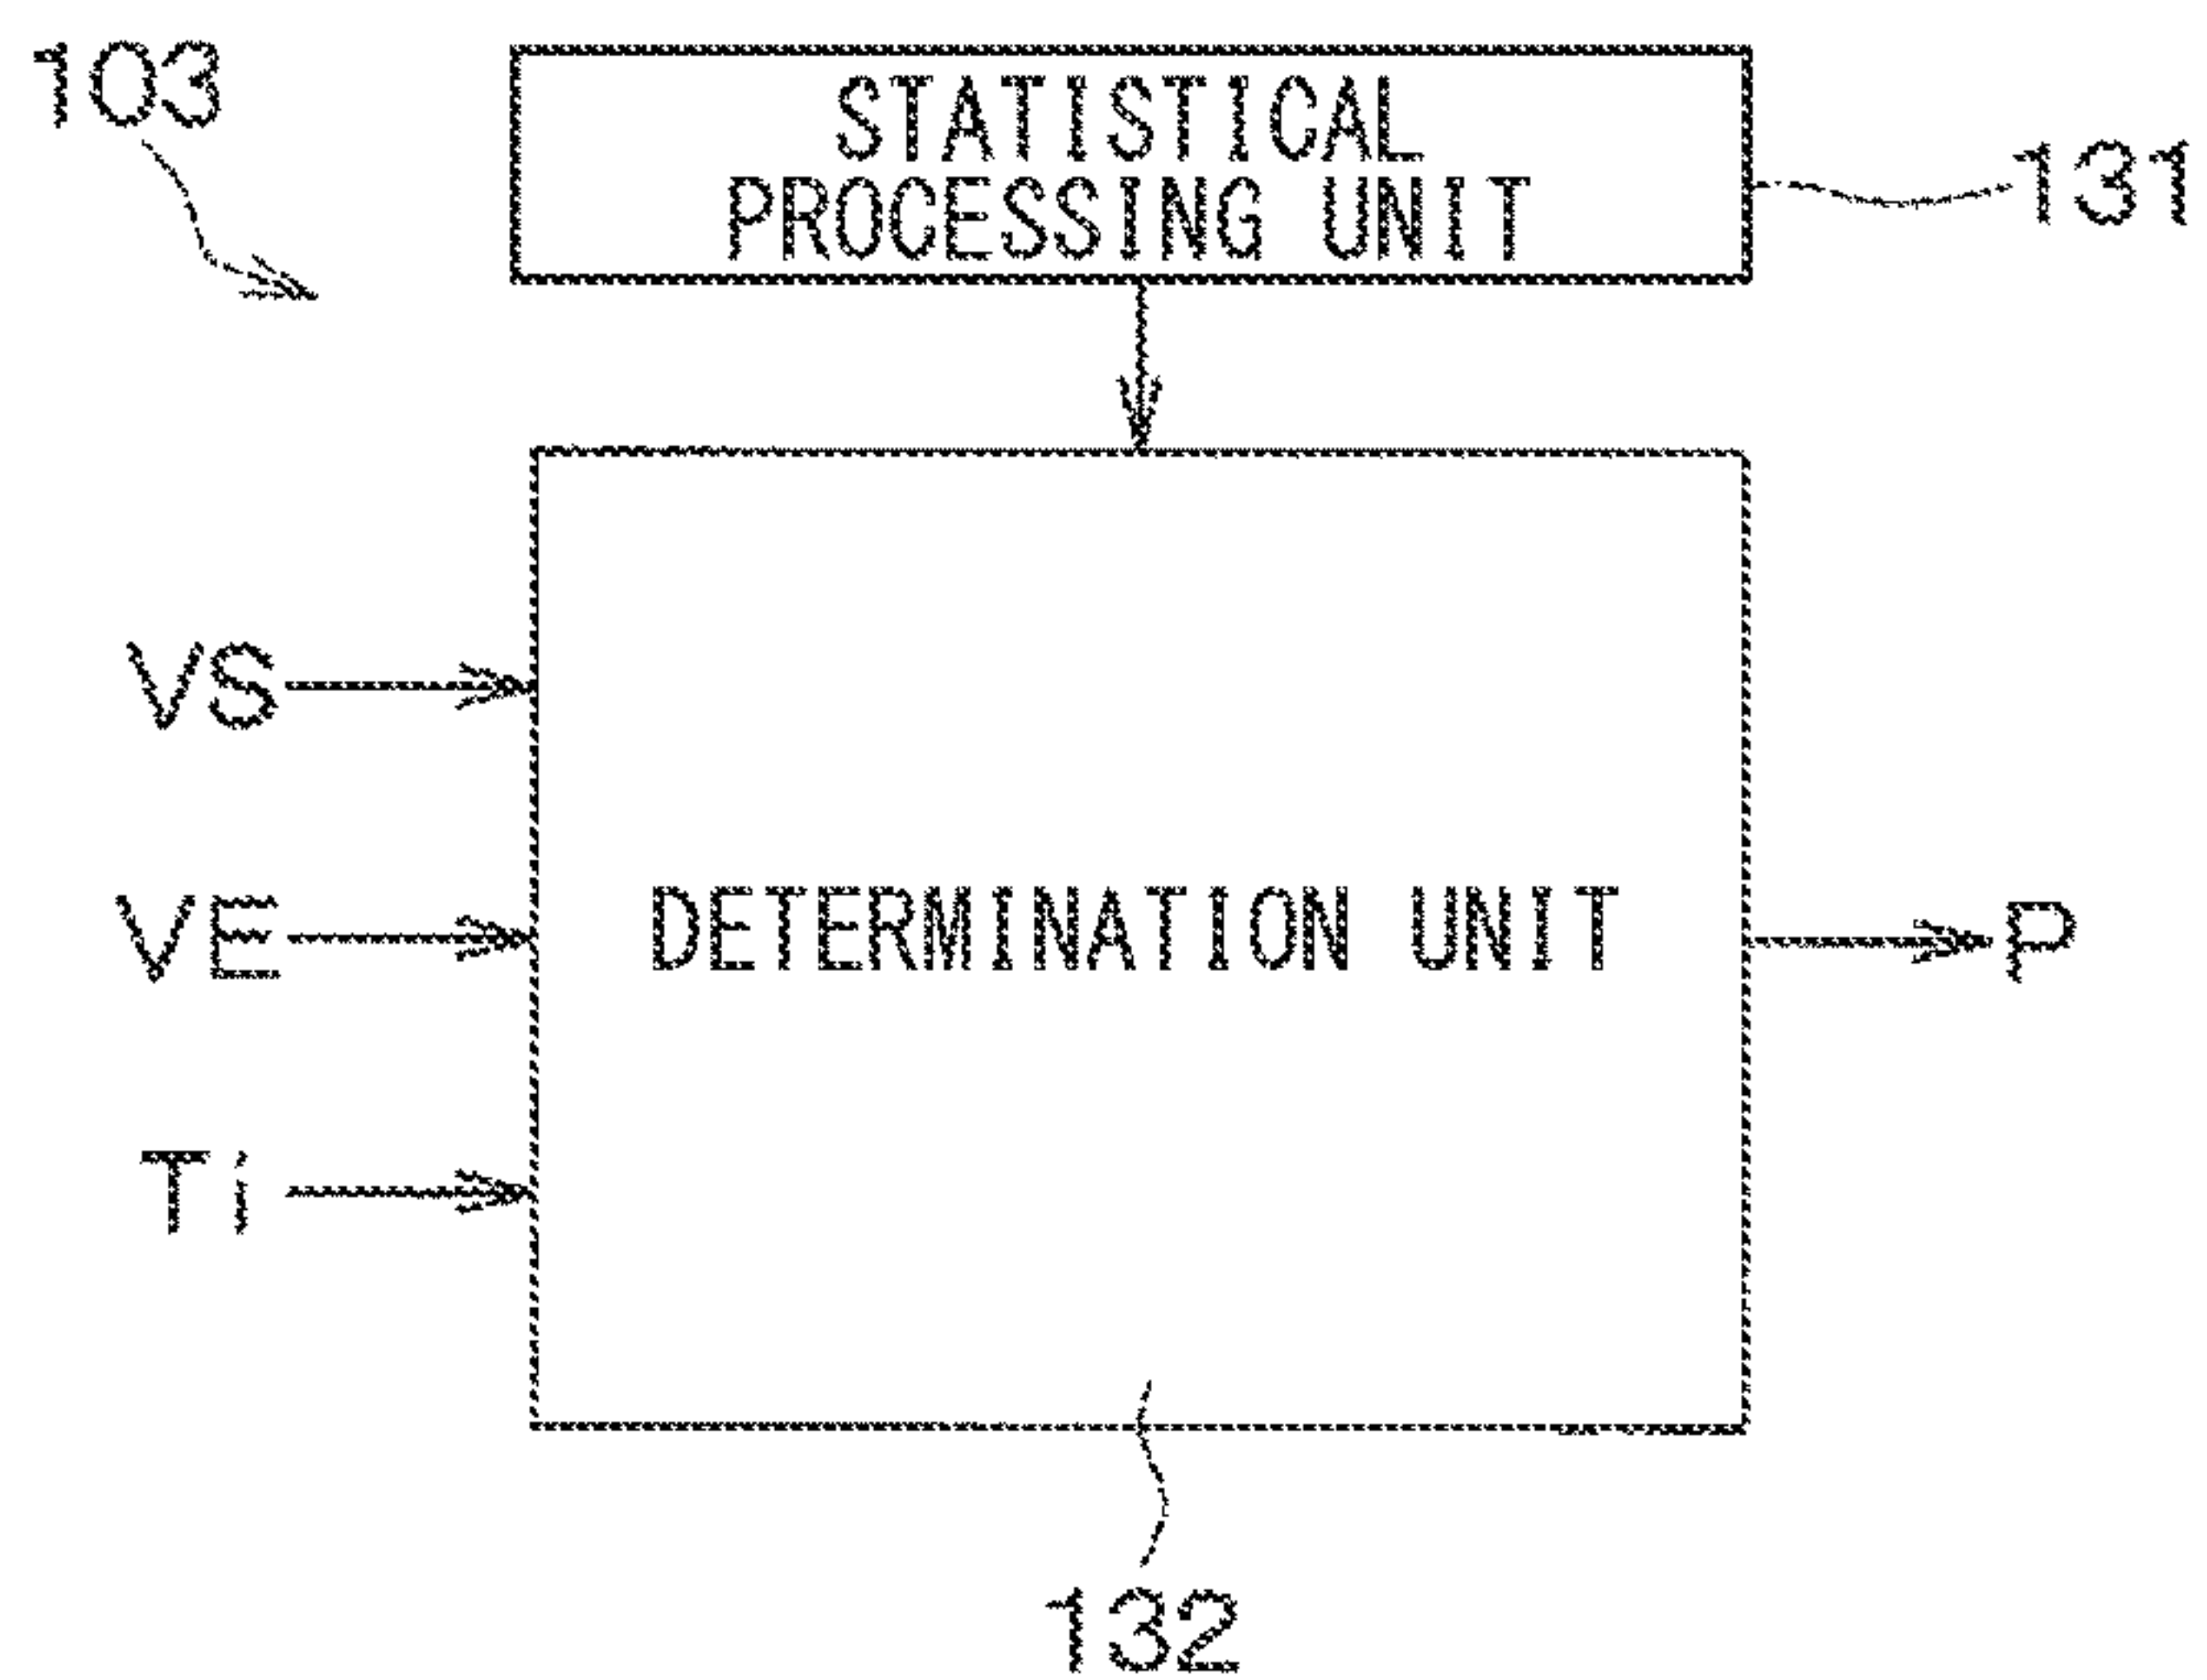 103
STATISTICAL
PROCESSING UNIT
131
VS
VE
DETERMINATION UNIT
P
Ti
132